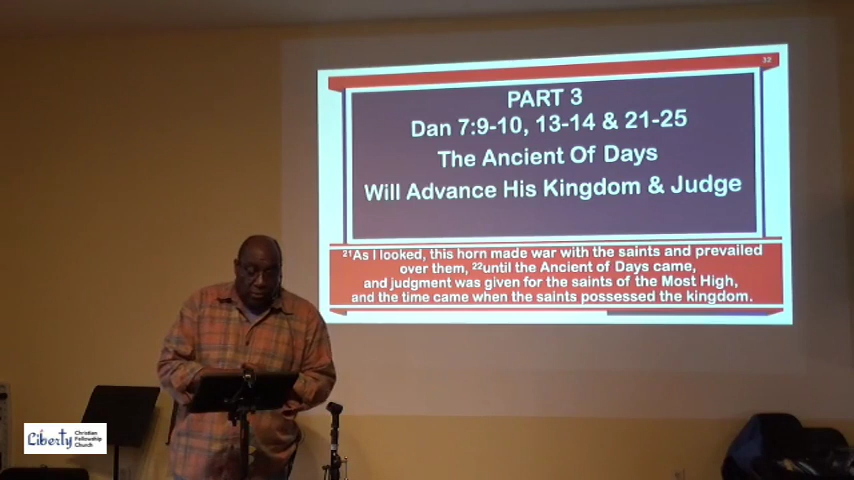 32
PART 3
Dan 7:9-10, 13-14 & 21-25
The Ancient Of Days
Will Advance His Kingdom & Judge
21As I looked, this horn made war with the saints and prevailed
over them, 22until the Ancient of Days came,
and judgment was given for the saints of the Most High,
and the time came when the saints possessed the kingdom.
Liberty Christian
Fellowship
Church